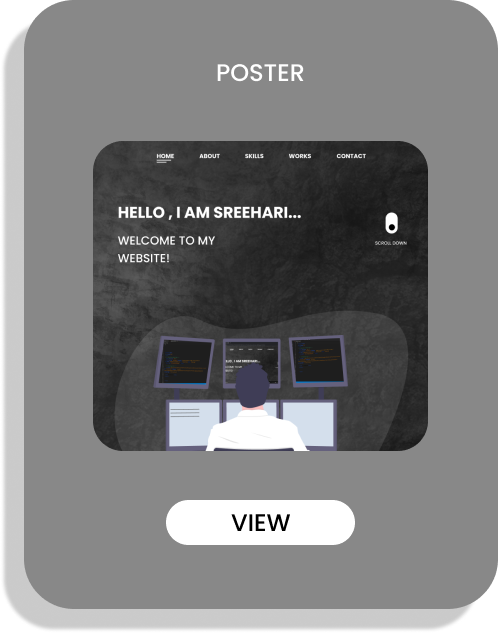 POSTER
HOME ABOUT SKILLS WORKS CONTACT
HELLO , I AM SREEHARI...
WELCOME TO MY
WEBSITE!
SCROLL DOWN
VIEW